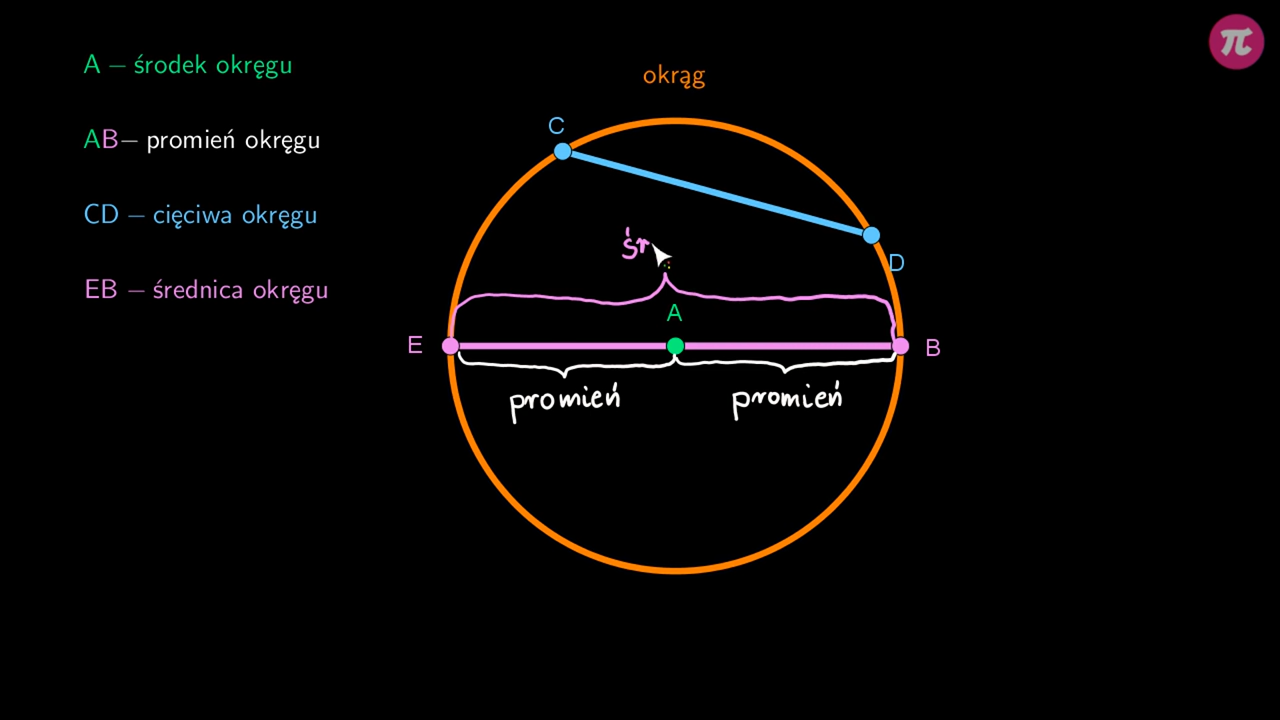 A – środek okręgu
okrąg
AB– promień okręgu
CD – cięciwa okręgu
EB – średnica okręgu
C
D
śr
A
E
B
promień promień
π